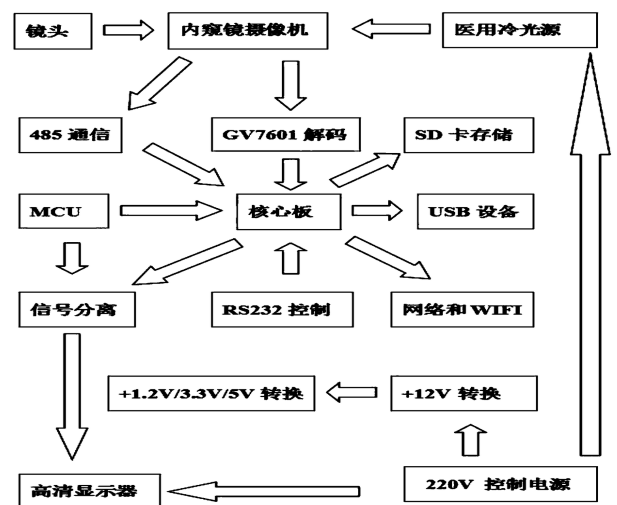 镜头
内窥镜摄像机
医用冷光源
485 通信
GV7601 解码
SD 卡存储
MCU
核心板
USB 设备
信号分离
RS232 控制
网络和 WIFI
+1.2V/3.3V/5V 转换
+12V 转换
高清显示器
220V 控制电源